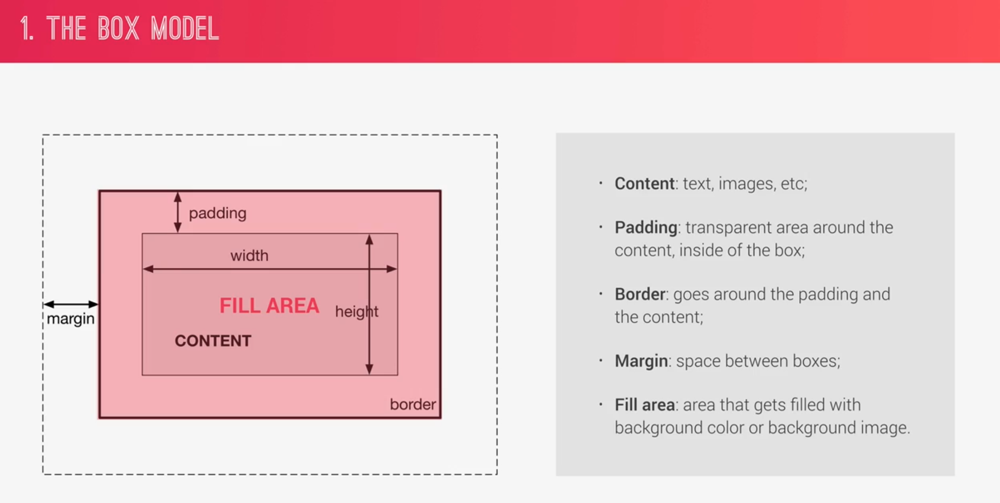 1. THE BOX MODEL
padding
width
FILL AREA
height
margin
CONTENT
border
· Content: text, images, etc;
· Padding: transparent area around the
content, inside of the box;
· Border: goes around the padding and
the content;
· Margin: space between boxes;
· Fill area: area that gets filled with
background color or background image.